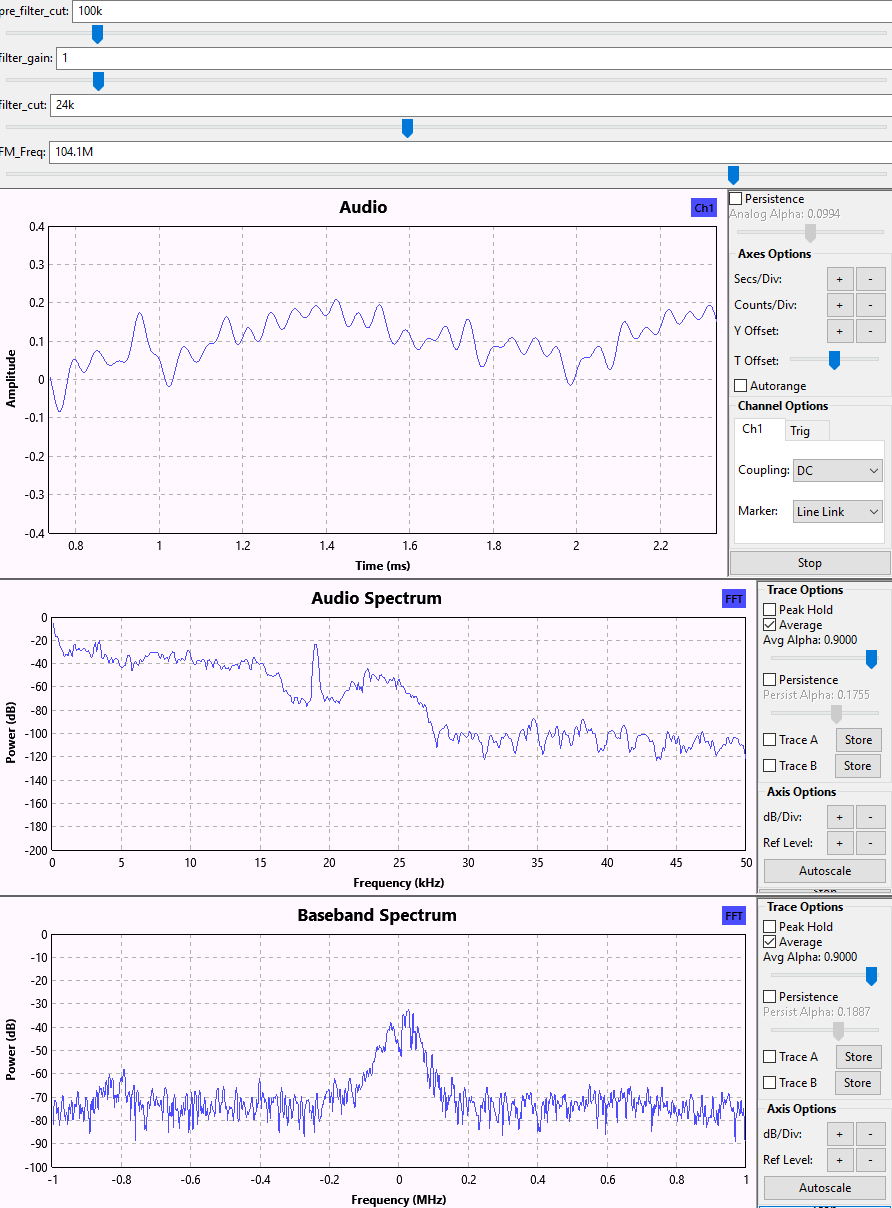 pre_filter_cut: 100k
filter_gain: 1
filter_cut: 24k
FM_Freq: 104.1M
Audio
Ch1
Amplitude
0.4
0.3
0.2
0.1
0
-0.1
-0.2
-0.3
-0.4
0.8 1 1.2 1.4 1.6 1.8 2 2.2
Time (ms)
Persistence
Analog Alpha: 0.0994
Axes Options
Secs/Div: + -
Counts/Div: + -
Y Offset: + -
T Offset:
Autorange
Channel Options
Ch1 Trig
Coupling: DC
Marker: Line Link
Stop
Audio Spectrum
FFT
Power (dB)
0
-20
-40
-60
-80
-100
-120
-140
-160
-180
-200
0 5 10 15 20 25 30 35 40 45 50
Frequency (kHz)
Trace Options
Peak Hold
Average
Avg Alpha: 0.9000
Persistence
Persist Alpha: 0.1755
Trace A Store
Trace B Store
Axis Options
dB/Div: + -
Ref Level: + -
Autoscale
Baseband Spectrum
FFT
Power (dB)
0
-10
-20
-30
-40
-50
-60
-70
-80
-90
-100
-1 -0.8 -0.6 -0.4 -0.2 0 0.2 0.4 0.6 0.8 1
Frequency (MHz)
Trace Options
Peak Hold
Average
Avg Alpha: 0.9000
Persistence
Persist Alpha: 0.1887
Trace A Store
Trace B Store
Axis Options
dB/Div: + -
Ref Level: + -
Autoscale